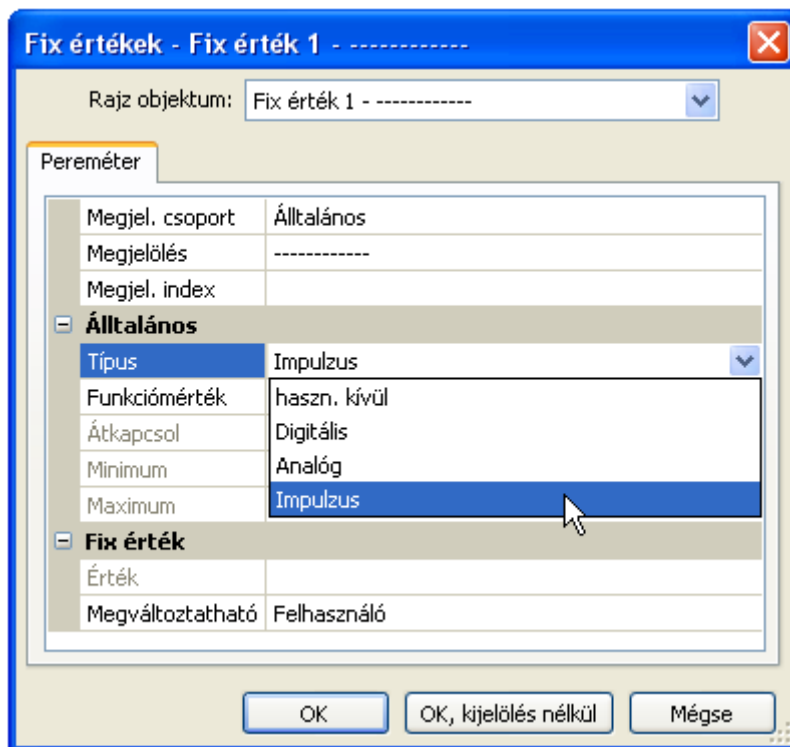 Fix értékek - Fix érték 1 - ------------
Rajz objektum: Fix érték 1 - ------------
Pereméter
Megjel. csoport Álltalános
Megjelölés ------------
Megjel. index
Álltalános
Típus Impulzus
Funkciómérték haszn. kívül
Átkapcsol Digitális
Minimum Analóg
Maximum Impulzus
Fix érték
Érték
Megváltoztatható Felhasználó
OK OK, kijelölés nélkül Mégse